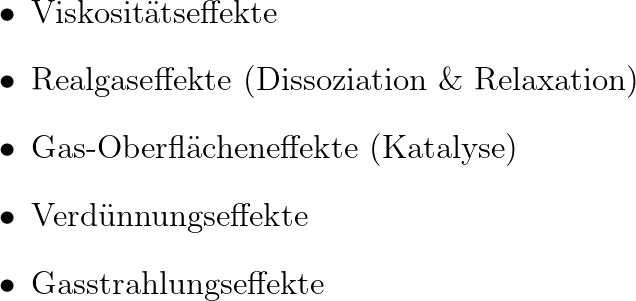 • Viskositätseffekte
• Realgaseffekte (Dissoziation & Relaxation)
• Gas-Oberflächeneffekte (Katalyse)
• Verdünnungseffekte
• Gasstrahlungseffekte